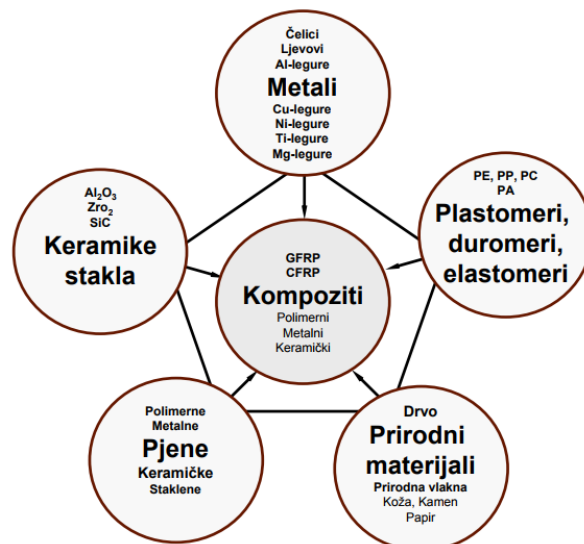 Čelici
Ljevovi
Al-legure
Metali
Cu-legure
Ni-legure
Ti-legure
Mg-legure
Al₂O₃
Zro₂
SiC
Keramike
stakla
PE, PP, PC
PA
Plastomeri,
duromeri,
elastomeri
GFRP
CFRP
Kompoziti
Polimerni
Metalni
Keramički
Polimerne
Metalne
Pjene
Keramičke
Staklene
Drvo
Prirodni
materijali
Prirodna vlakna
Koža, Kamen
Papir